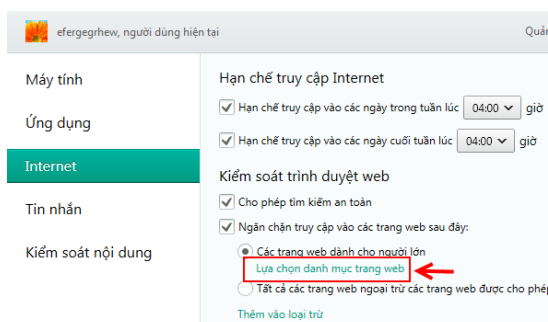 efergegrhew, người dùng hiện tại
Quản
Máy tính
Ứng dụng
Internet
Tin nhắn
Kiểm soát nội dung
Hạn chế truy cập Internet
Hạn chế truy cập vào các ngày trong tuần lúc 04:00 giờ
Hạn chế truy cập vào các ngày cuối tuần lúc 04:00 giờ
Kiểm soát trình duyệt web
Cho phép tìm kiếm an toàn
Ngăn chặn truy cập vào các trang web sau đây:
Các trang web dành cho người lớn
Lựa chọn danh mục trang web
Tất cả các trang web ngoại trừ các trang web được cho phép
Thêm vào loại trừ